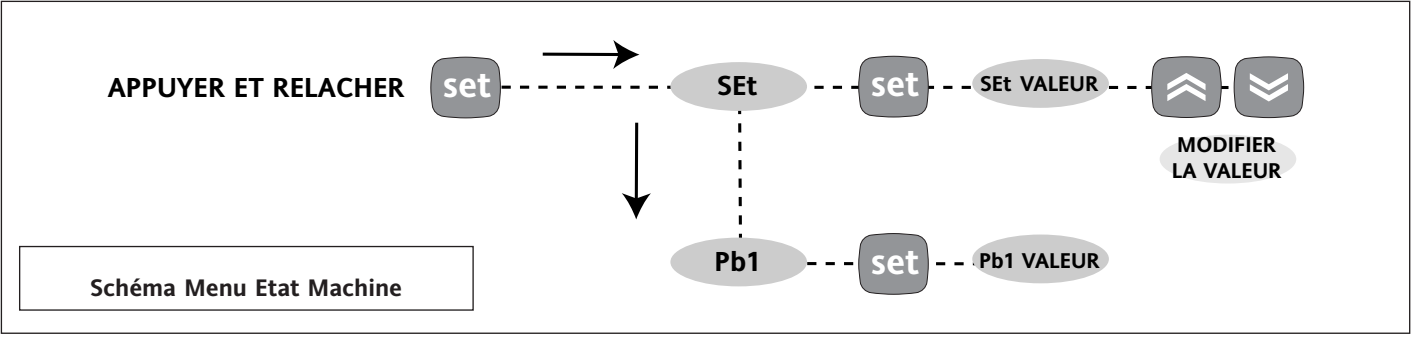 APPUYER ET RELACHER set SEt set SEt VALEUR
MODIFIER
LA VALEUR
Pb1 set Pb1 VALEUR
Schéma Menu Etat Machine